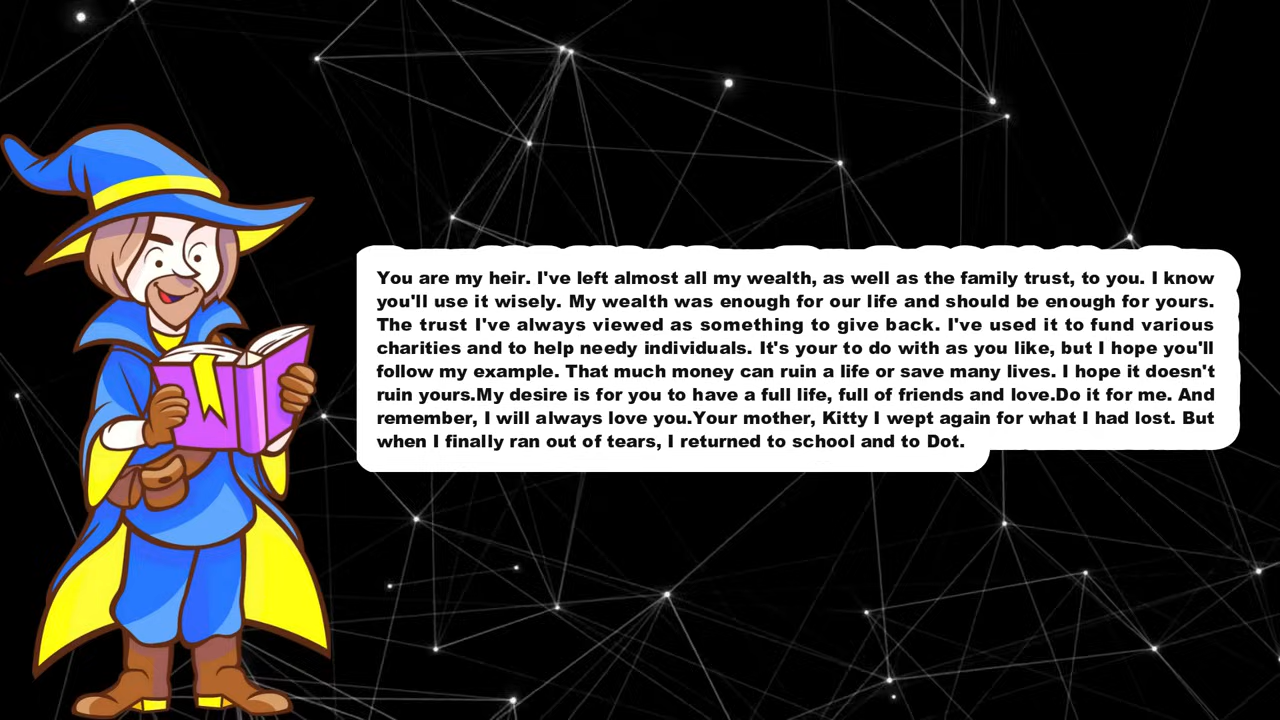 You are my heir. I've left almost all my wealth, as well as the family trust, to you. I know
you'll use it wisely. My wealth was enough for our life and should be enough for yours.
The trust I've always viewed as something to give back. I've used it to fund various
charities and to help needy individuals. It's your to do with as you like, but I hope you'll
follow my example. That much money can ruin a life or save many lives. I hope it doesn't
ruin yours.My desire is for you to have a full life, full of friends and love.Do it for me. And
remember, I will always love you.Your mother, Kitty I wept again for what I had lost. But
when I finally ran out of tears, I returned to school and to Dot.